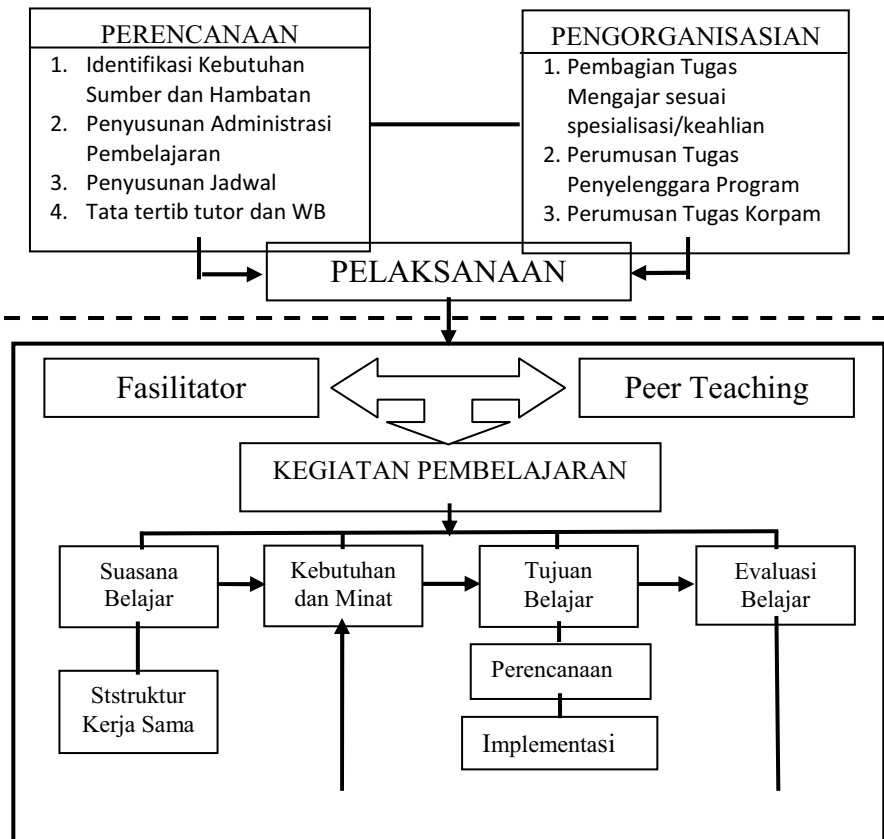 PERENCANAAN
1. Identifikasi Kebutuhan
Sumber dan Hambatan
2. Penyusunan Administrasi
Pembelajaran
3. Penyusunan Jadwal
4. Tata tertib tutor dan WB
PENGORGANISASIAN
1. Pembagian Tugas
Mengajar sesuai
spesialisasi/keahlian
2. Perumusan Tugas
Penyelenggara Program
3. Perumusan Tugas Korpam
PELAKSANAAN
Fasilitator
Peer Teaching
KEGIATAN PEMBELAJARAN
Suasana
Belajar
Kebutuhan
dan Minat
Tujuan
Belajar
Evaluasi
Belajar
Ststruktur
Kerja Sama
Perencanaan
Implementasi